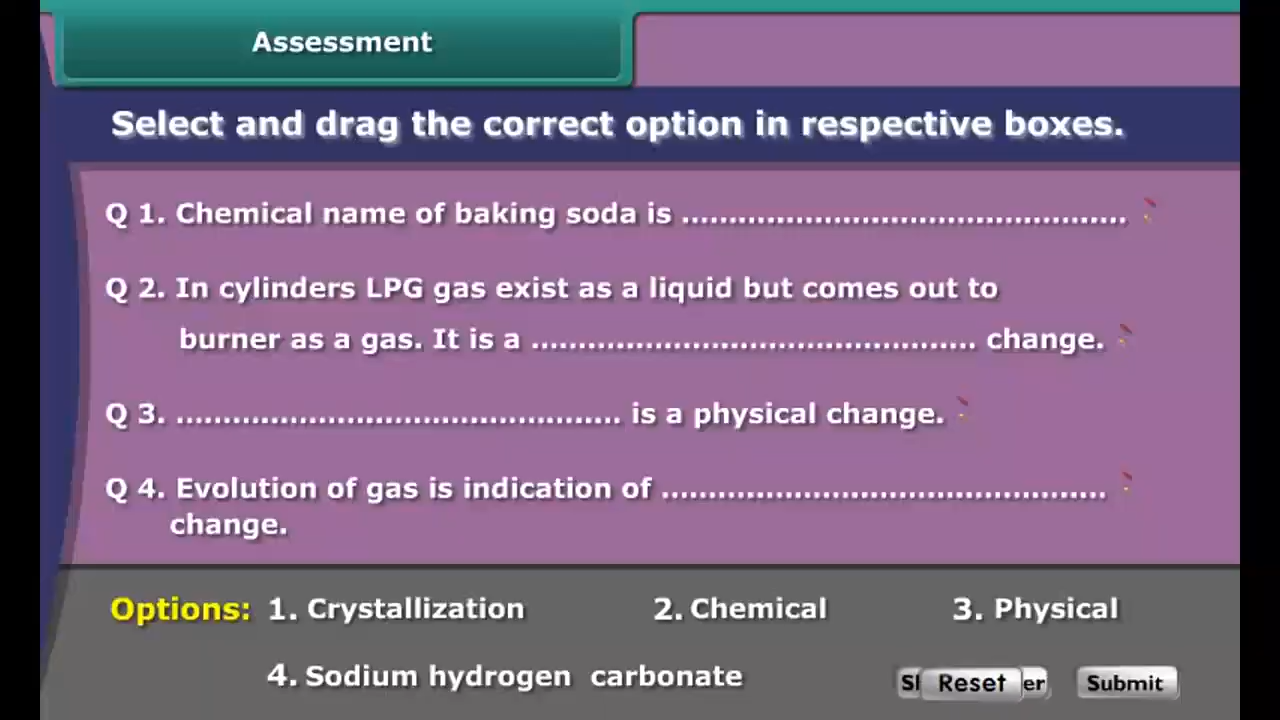 Assessment
Select and drag the correct option in respective boxes.
Q 1. Chemical name of baking soda is ...............................................
Q 2. In cylinders LPG gas exist as a liquid but comes out to
burner as a gas. It is a ............................................... change.
Q 3. ............................................... is a physical change.
Q 4. Evolution of gas is indication of ...............................................
change.
Options: 1. Crystallization 2. Chemical 3. Physical
4. Sodium hydrogen carbonate Reset Submit